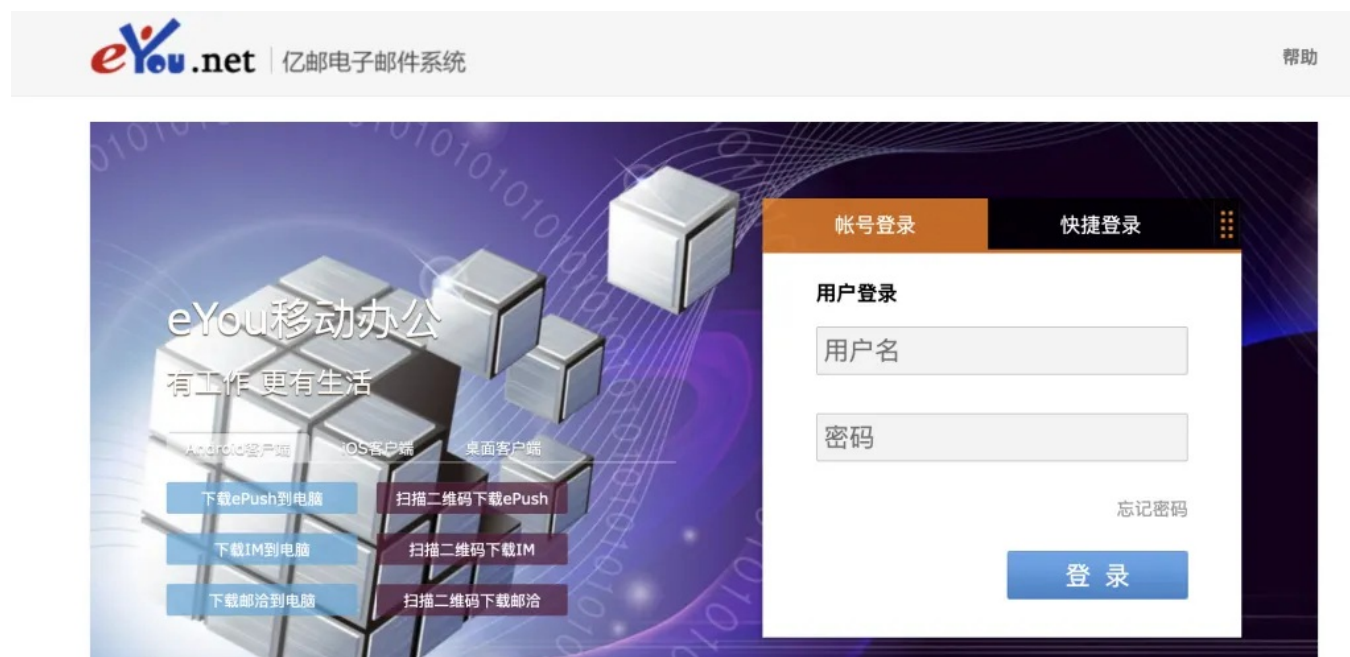 eYou.net 亿邮电子邮件系统
帮助
eYou移动办公
有工作 更有生活
Android客户端 iOS客户端 桌面客户端
下载ePush到电脑 扫描二维码下载ePush
下载IM到电脑 扫描二维码下载IM
下载邮洽到电脑 扫描二维码下载邮洽
帐号登录 快捷登录
用户登录
用户名
密码
忘记密码
登 录